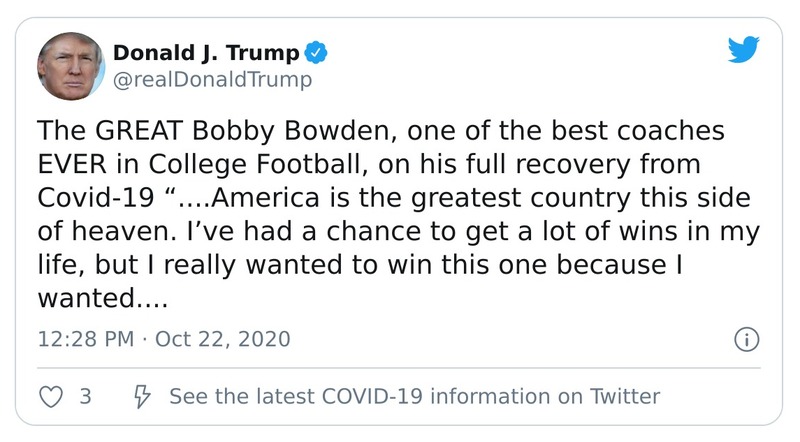 Donald J. Trump
@realDonaldTrump
The GREAT Bobby Bowden, one of the best coaches
EVER in College Football, on his full recovery from
Covid-19 “....America is the greatest country this side
of heaven. I’ve had a chance to get a lot of wins in my
life, but I really wanted to win this one because I
wanted....
12:28 PM · Oct 22, 2020
3
See the latest COVID-19 information on Twitter